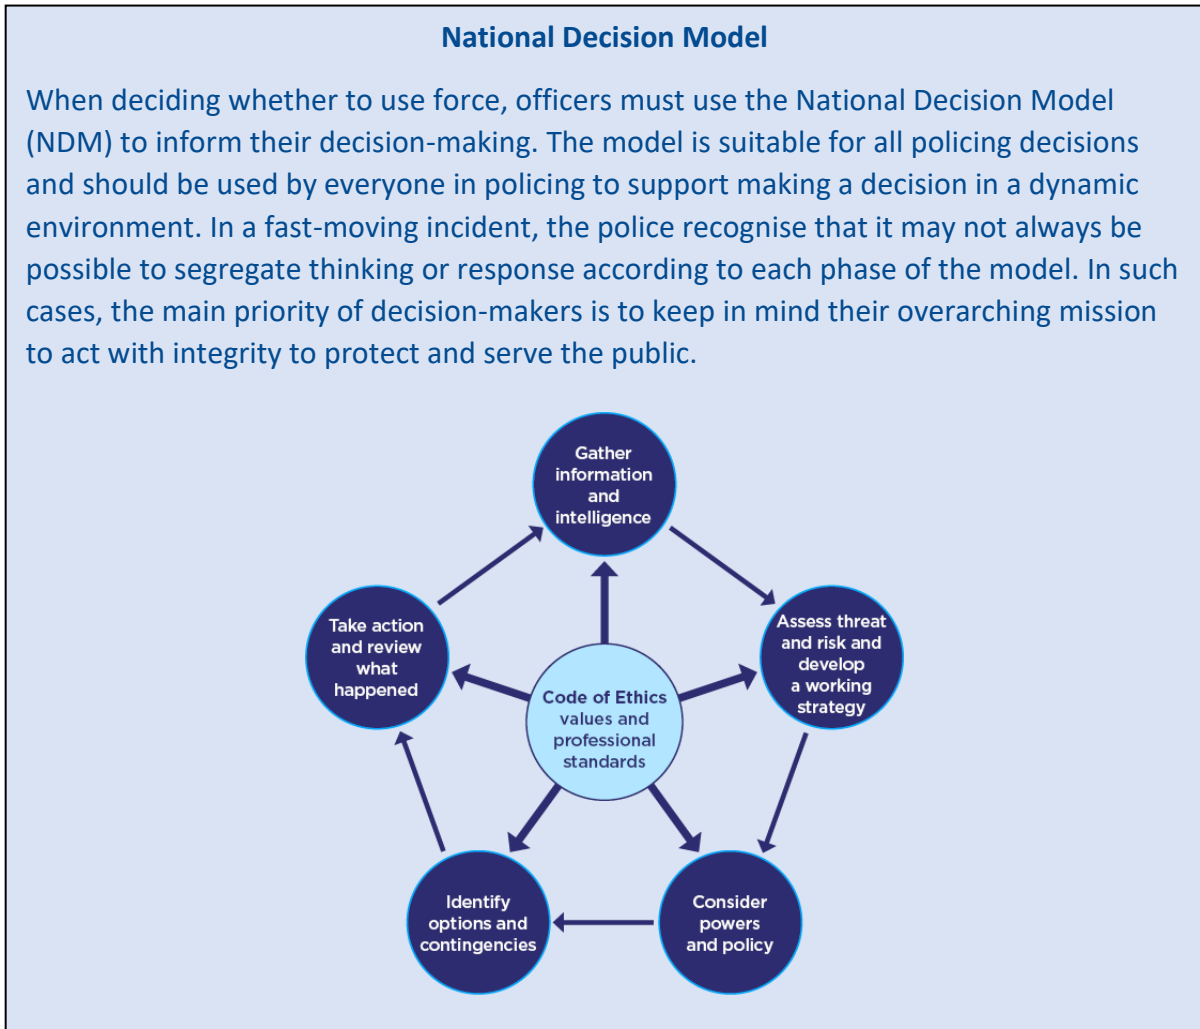 National Decision Model
When deciding whether to use force, officers must use the National Decision Model
(NDM) to inform their decision-making. The model is suitable for all policing decisions
and should be used by everyone in policing to support making a decision in a dynamic
environment. In a fast-moving incident, the police recognise that it may not always be
possible to segregate thinking or response according to each phase of the model. In such
cases, the main priority of decision-makers is to keep in mind their overarching mission
to act with integrity to protect and serve the public.
Gather
information
and
intelligence
Assess threat
and risk and
develop
a working
strategy
Consider
powers
and policy
Identify
options and
contingencies
Take action
and review
what
happened
Code of Ethics
values and
professional
standards